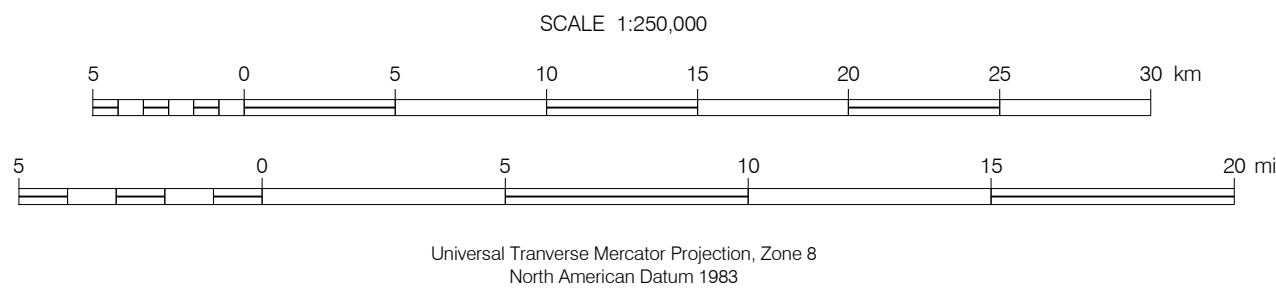 SCALE 1:250,000
5 0 5 10 15 20 25 30 km
5 0 5 10 15 20 mi
Universal Tranverse Mercator Projection, Zone 8
North American Datum 1983